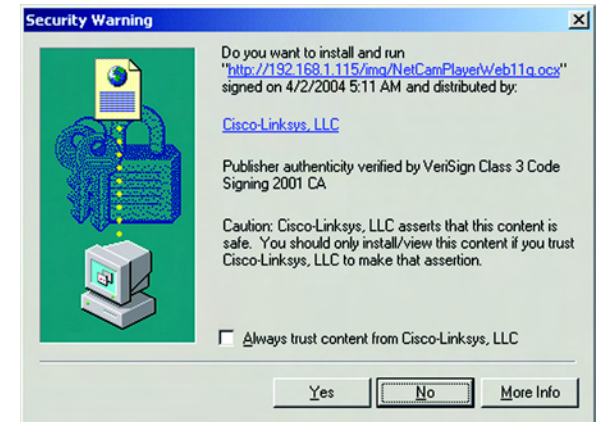 Security Warning
Do you want to install and run
"http://192.168.1.115/img/NetCamPlayerWeb11g.ocx"
signed on 4/2/2004 5:11 AM and distributed by:
Cisco-Linksys, LLC
Publisher authenticity verified by VeriSign Class 3 Code
Signing 2001 CA
Caution: Cisco-Linksys, LLC asserts that this content is
safe. You should only install/view this content if you trust
Cisco-Linksys, LLC to make that assertion.
Always trust content from Cisco-Linksys, LLC
Yes No More Info